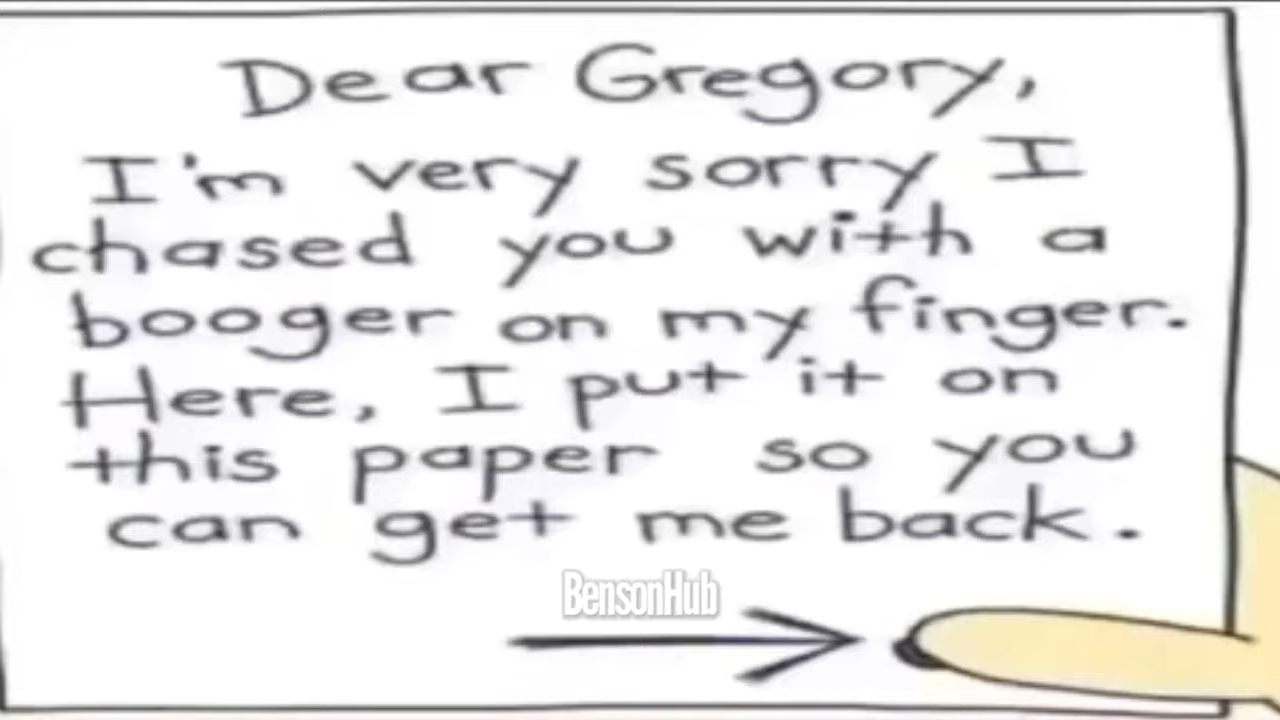 Dear Gregory,
I'm very sorry I
chased you with a
booger on my finger.
Here, I put it on
this paper so you
can get me back.
BensonHub